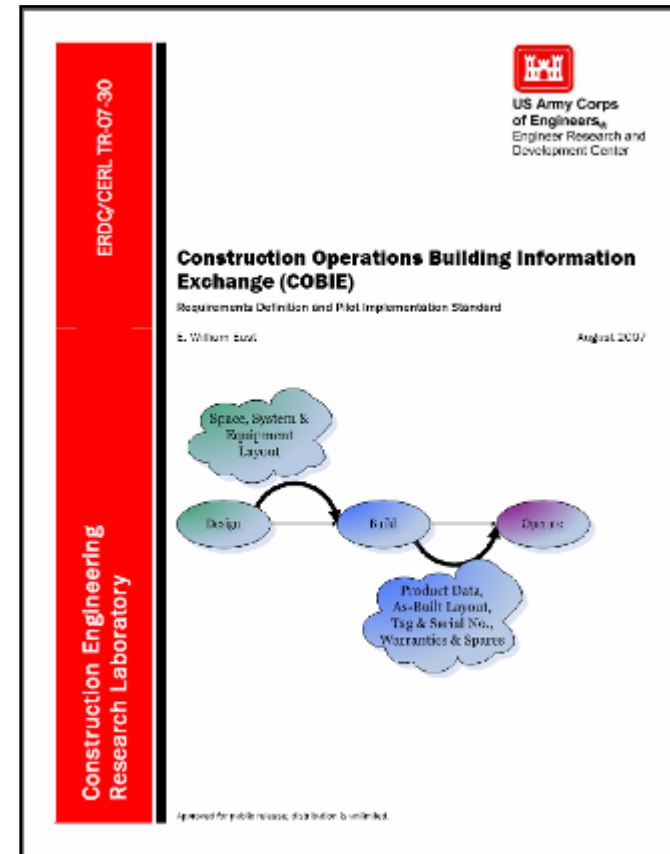 ERDC/CERL TR-07-30
Construction Engineering
Research Laboratory
US Army Corps
of Engineers®
Engineer Research and
Development Center
Construction Operations Building Information
Exchange (COBIE)
Requirements Definition and Pilot Implementation Standard
E. William East August 2007
Space, System &
Equipment
Layout
Design Build Operate
Product Data,
As-Built Layout,
Tag & Serial No.,
Warranties & Spares
Approved for public release; distribution is unlimited.